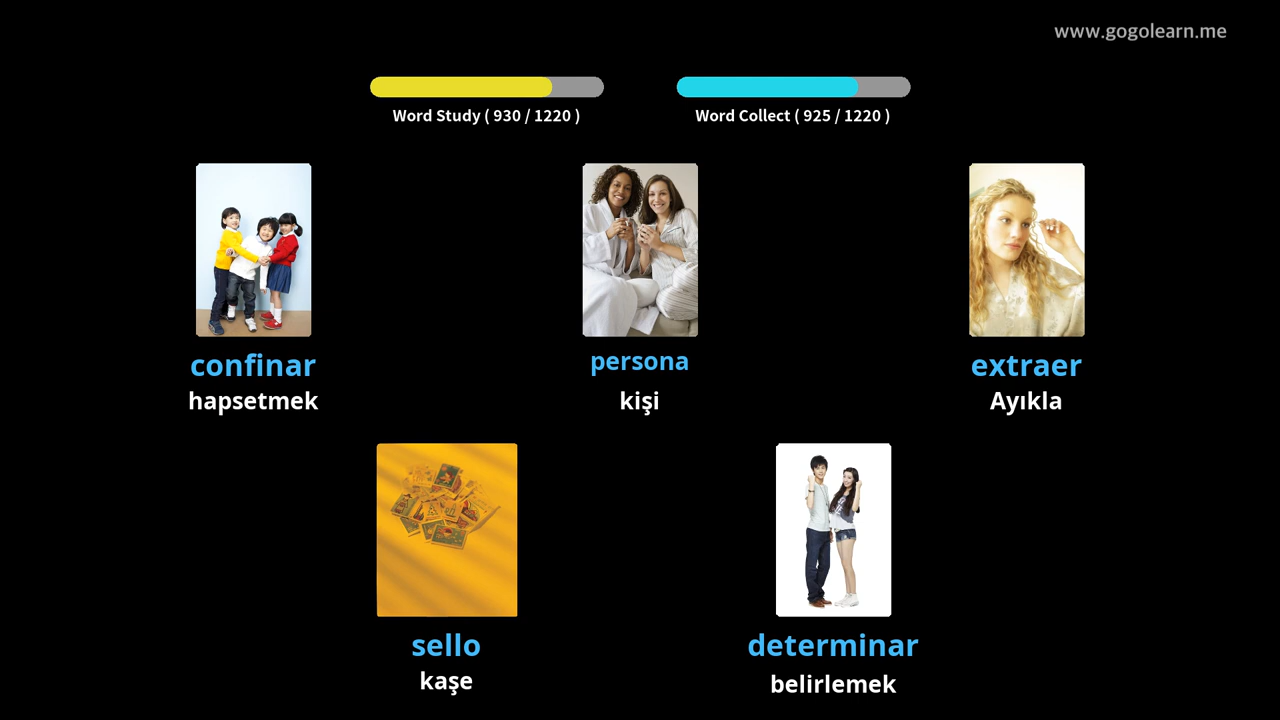 www.gogolearn.me
Word Study ( 930 / 1220 )
Word Collect ( 925 / 1220 )
confinar
hapsetmek
persona
kişi
extraer
Ayıkla
sello
kaşe
determinar
belirlemek